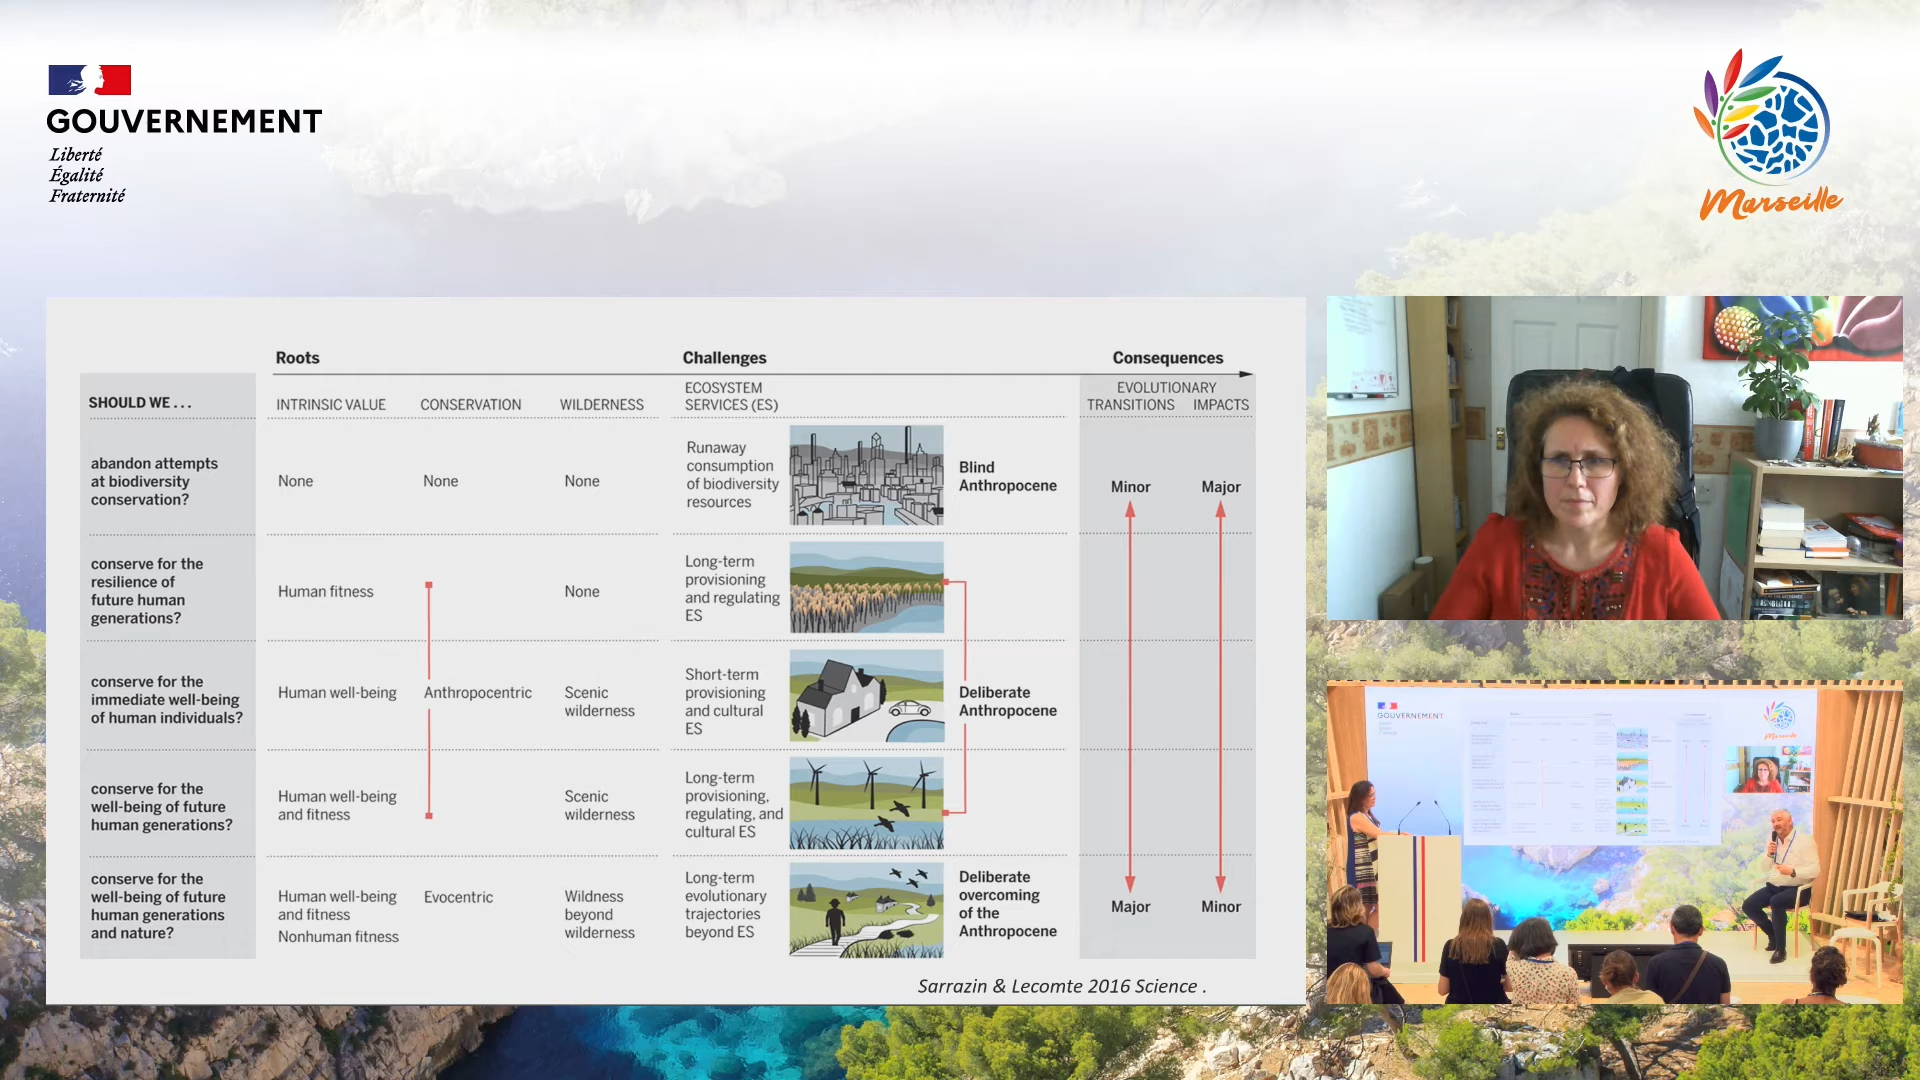 GOUVERNEMENT
Liberté
Égalité
Fraternité
Marseille
Roots
Challenges
Consequences
SHOULD WE . . .
INTRINSIC VALUE
CONSERVATION
WILDERNESS
ECOSYSTEM
SERVICES (ES)
EVOLUTIONARY
TRANSITIONS
IMPACTS
abandon attempts
at biodiversity
conservation?
None
None
None
Runaway
consumption
of biodiversity
resources
Blind
Anthropocene
Minor
Major
conserve for the
resilience of
future human
generations?
Human fitness
None
Long-term
provisioning
and regulating
ES
conserve for the
immediate well-being
of human individuals?
Human well-being
Anthropocentric
Scenic
wilderness
Short-term
provisioning
and cultural
ES
Deliberate
Anthropocene
conserve for the
well-being of future
human generations?
Human well-being
and fitness
Scenic
wilderness
Long-term
provisioning,
regulating, and
cultural ES
conserve for the
well-being of future
human generations
and nature?
Human well-being
and fitness
Nonhuman fitness
Evocentric
Wildness
beyond
wilderness
Long-term
evolutionary
trajectories
beyond ES
Deliberate
overcoming
of the
Anthropocene
Major
Minor
Sarrazin & Lecomte 2016 Science .
GOUVERNEMENT
Marseille